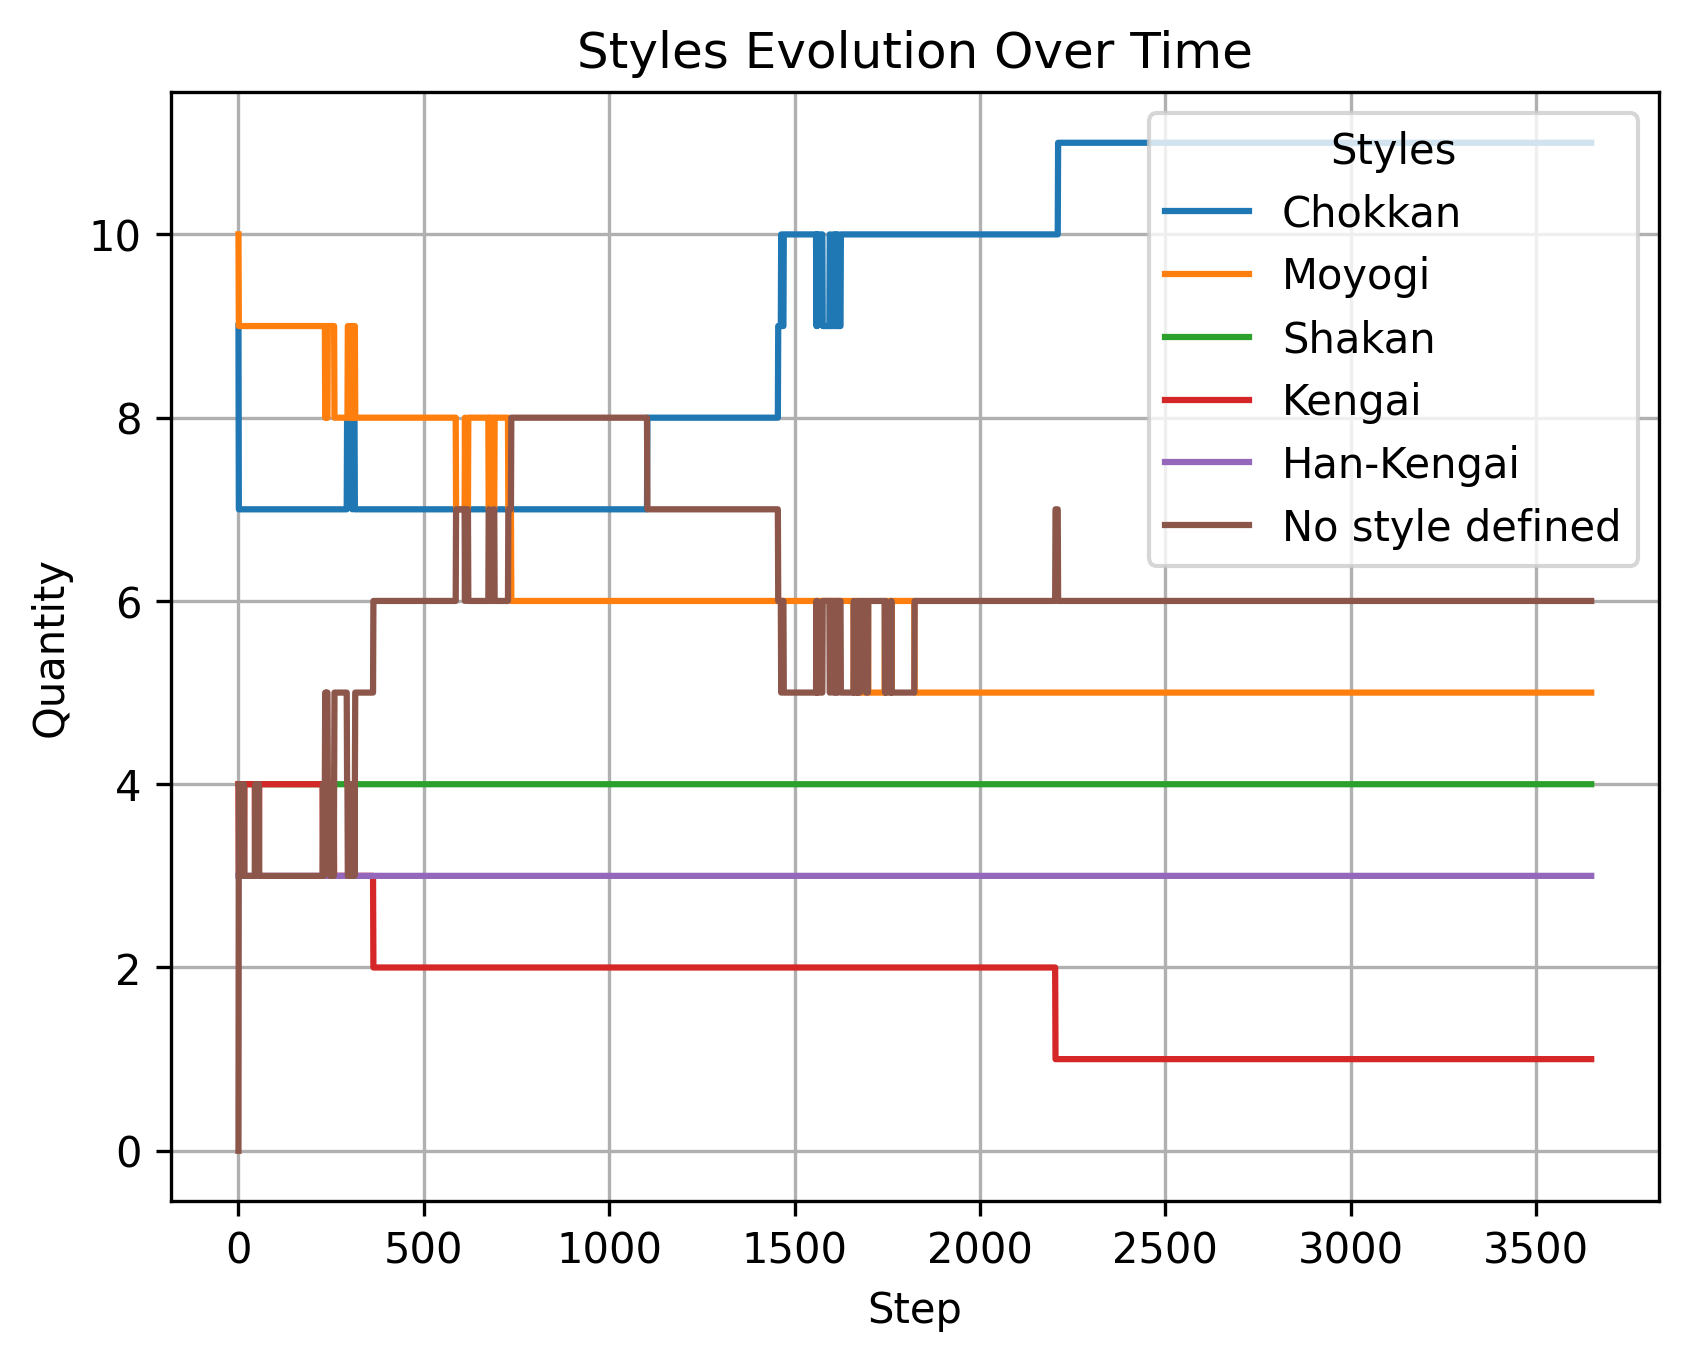 Styles Evolution Over Time
Styles
Chokkan
Moyogi
Shakan
Kengai
Han-Kengai
No style defined
Quantity
10
8
6
4
2
0
0 500 1000 1500 2000 2500 3000 3500
Step